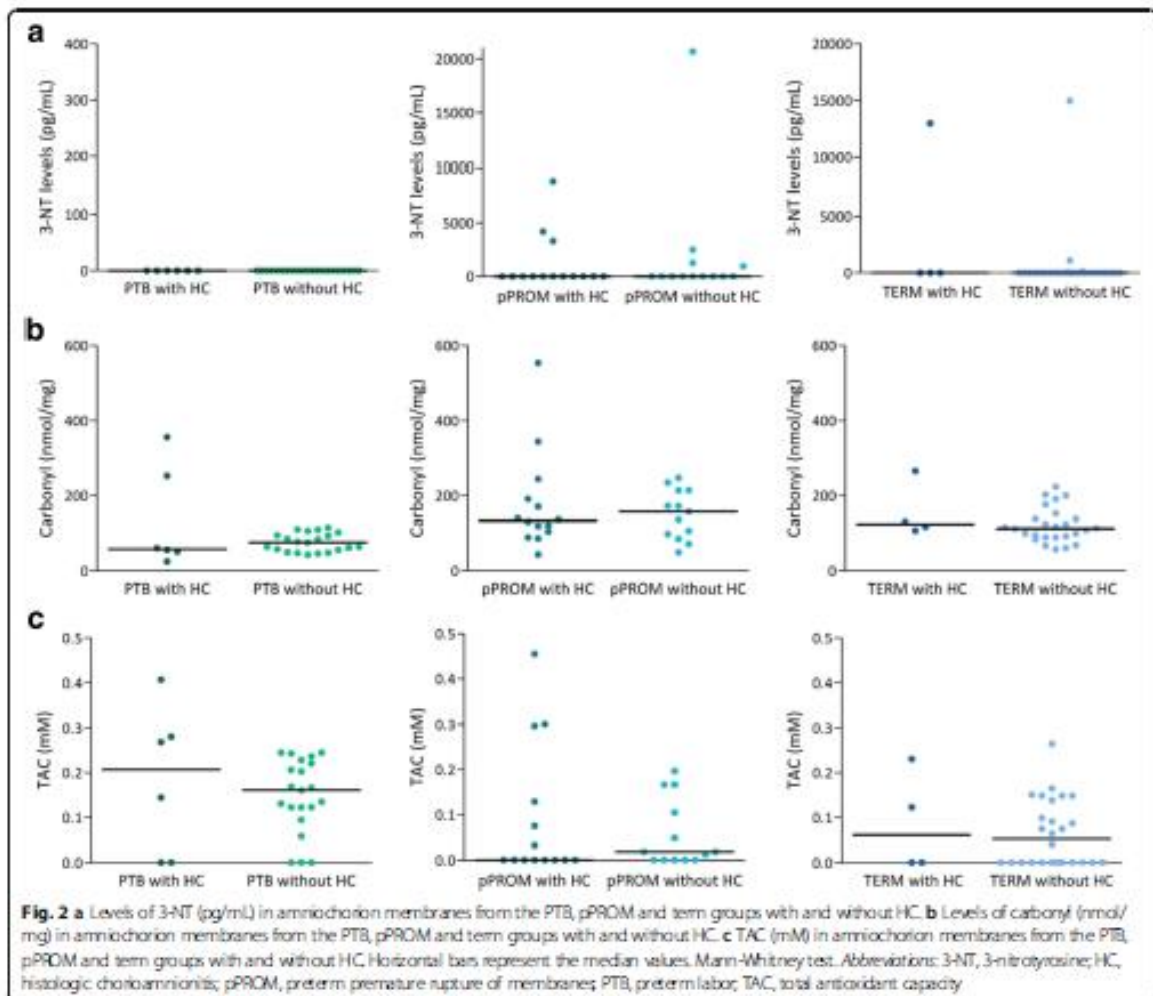 a
400
300
200
100
0
3-NT levels (pg/mL)
PTB with HC
PTB without HC
20000
15000
10000
5000
0
3-NT levels (pg/mL)
pPROM with HC
pPROM without HC
20000
15000
10000
5000
0
3-NT levels (pg/mL)
TERM with HC
TERM without HC
b
600
400
200
0
Carbonyl (nmol/mg)
PTB with HC
PTB without HC
600
400
200
0
Carbonyl (nmol/mg)
pPROM with HC
pPROM without HC
600
400
200
0
Carbonyl (nmol/mg)
TERM with HC
TERM without HC
c
0.5
0.4
0.3
0.2
0.1
0.0
TAC (mM)
PTB with HC
PTB without HC
0.5
0.4
0.3
0.2
0.1
0.0
TAC (mM)
pPROM with HC
pPROM without HC
0.5
0.4
0.3
0.2
0.1
0.0
TAC (mM)
TERM with HC
TERM without HC
Fig. 2 a Levels of 3-NT (pg/mL) in amniochorion membranes from the PTB, pPROM and term groups with and without HC. b Levels of carbonyl (nmol/
mg) in amniochorion membranes from the PTB, pPROM and term groups with and without HC. c TAC (mM) in amniochorion membranes from the PTB,
pPROM and term groups with and without HC. Horizontal bars represent the median values. Mann-Whitney test. Abbreviations: 3-NT, 3-nitrotyrosine; HC,
histologic chorioamnionitis; pPROM, preterm premature rupture of membranes; PTB, preterm labor; TAC, total antioxidant capacity